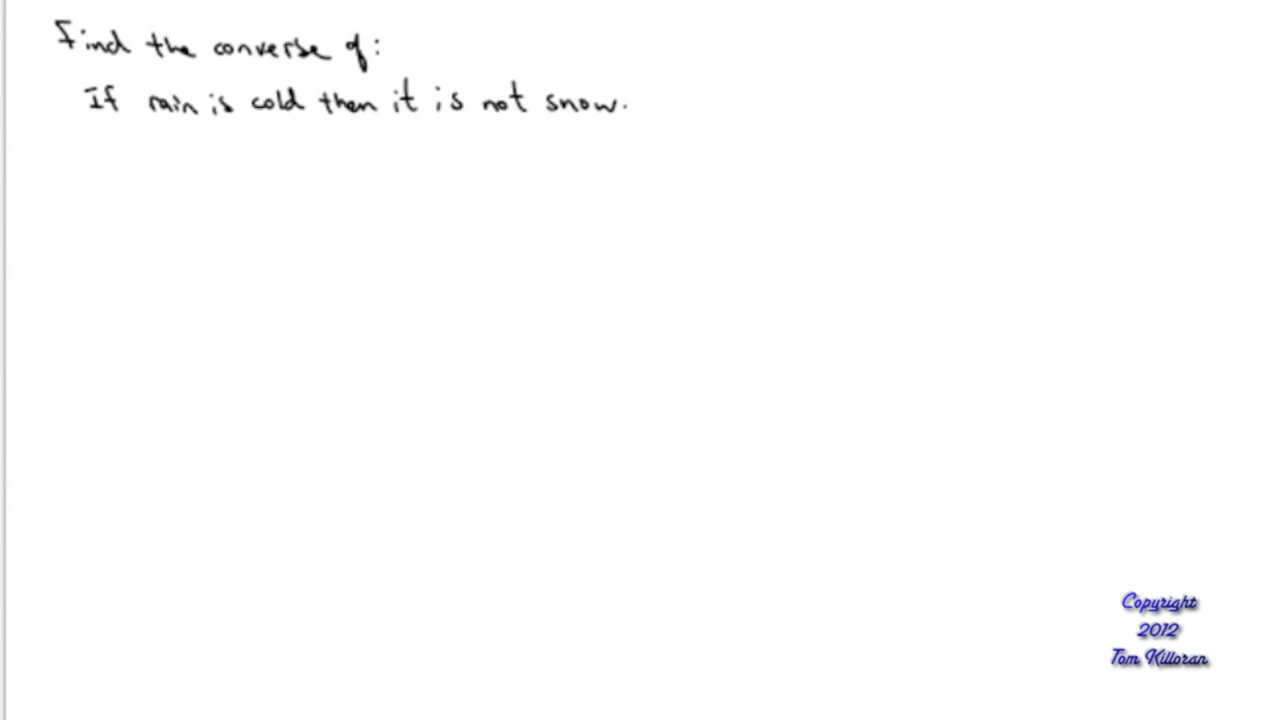 Find the converse of:
If rain is cold then it is not snow.
Copyright
2012
Tom Killoran